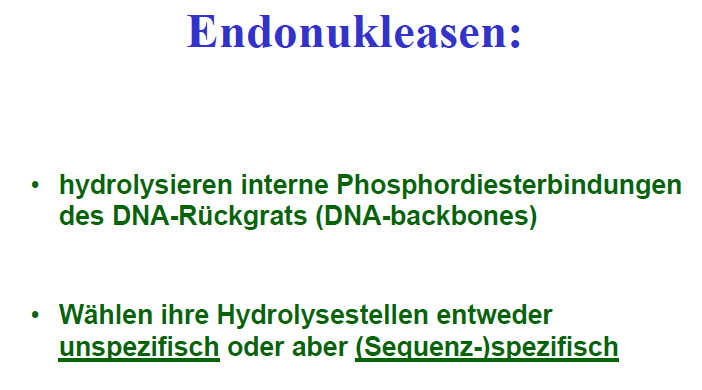 Endonukleasen:
• hydrolysieren interne Phosphordiesterbindungen
des DNA-Rückgrats (DNA-backbones)
• Wählen ihre Hydrolysestellen entweder
unspezifisch oder aber (Sequenz-)spezifisch